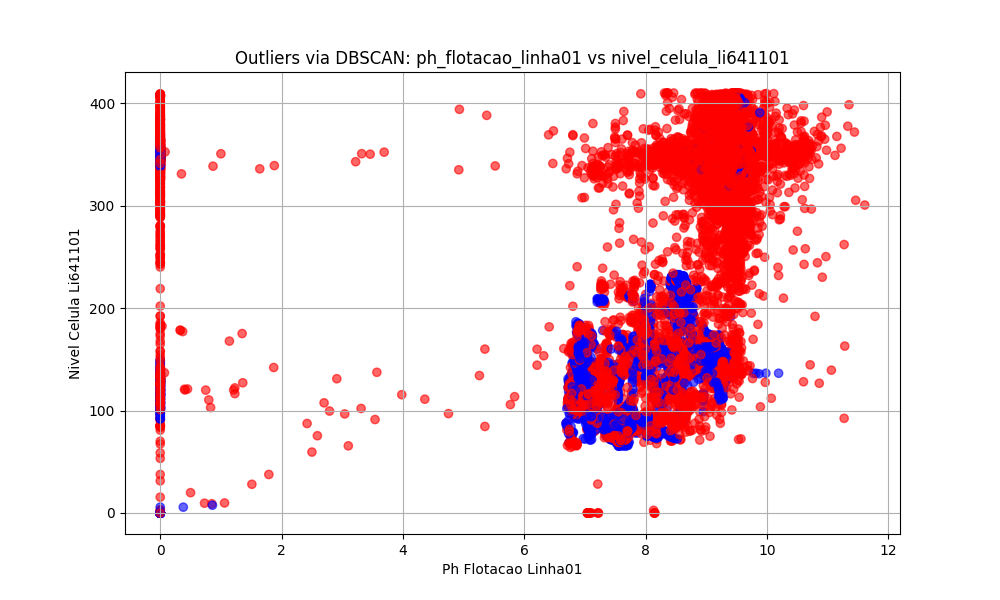 Outliers via DBSCAN: ph_flotacao_linha01 vs nivel_celula_li641101
400
300
200
100
0
Nivel Celula Li641101
0 2 4 6 8 10 12
Ph Flotacao Linha01